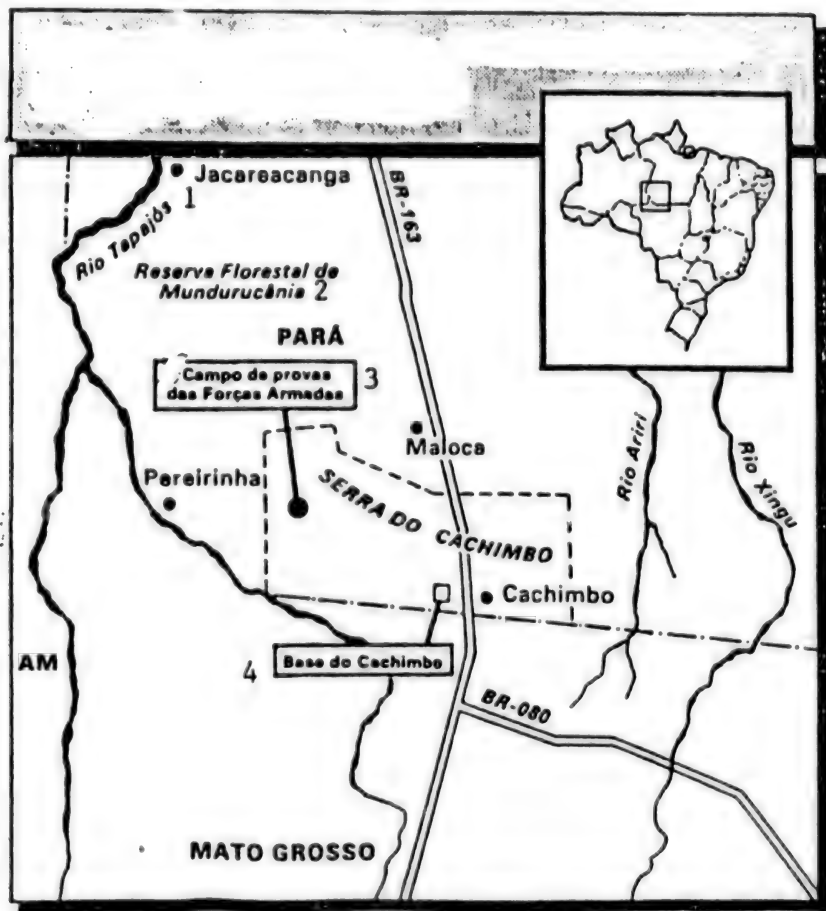 Jacareacanga
1
Rio Tapajós
BR-163
Reserva Florestal de
Mundurucânia 2
PARÁ
Campo de provas
das Forças Armadas
3
Maloca
Pereirinha
SERRA DO CACHIMBO
Rio Ariri
Rio Xingu
Cachimbo
AM
4
Base do Cachimbo
BR-080
MATO GROSSO